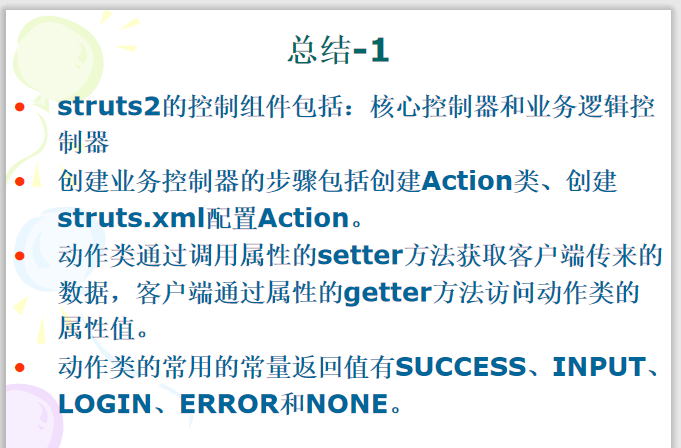 总结-1
struts2的控制组件包括：核心控制器和业务逻辑控
制器
创建业务控制器的步骤包括创建Action类、创建
struts.xml配置Action。
动作类通过调用属性的setter方法获取客户端传来的
数据，客户端通过属性的getter方法访问动作类的
属性值。
动作类的常用的常量返回值有SUCCESS、INPUT、
LOGIN、ERROR和NONE。